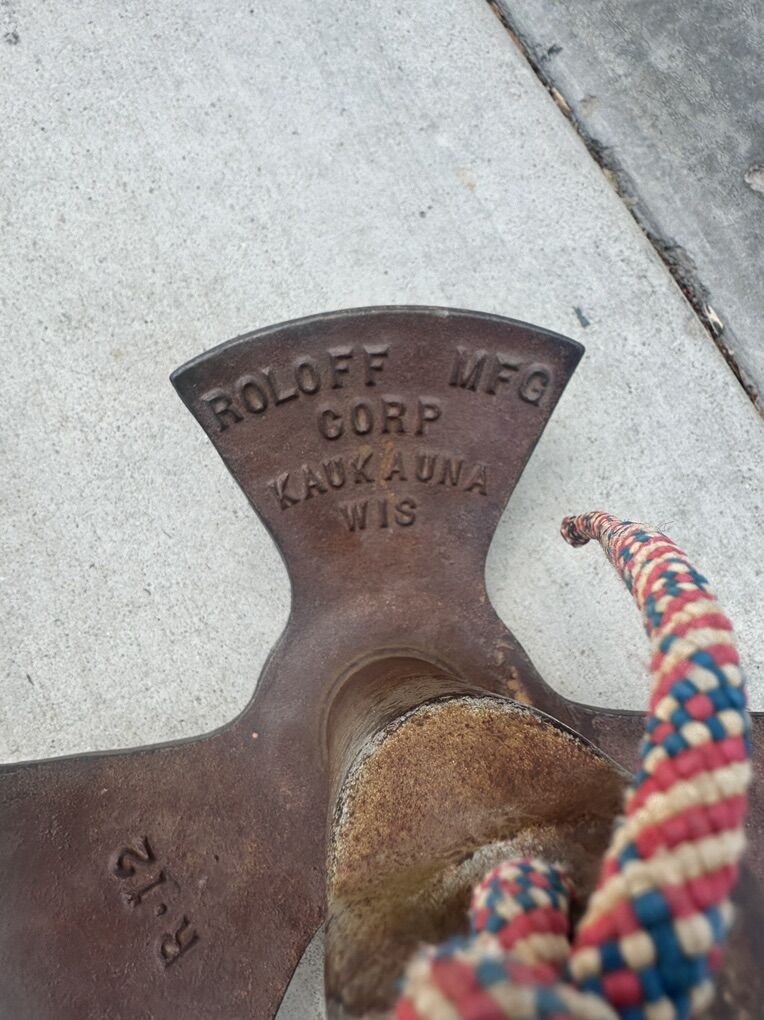 ROLOFF MFG
CORP
KAUKAUNA
WIS
R-12